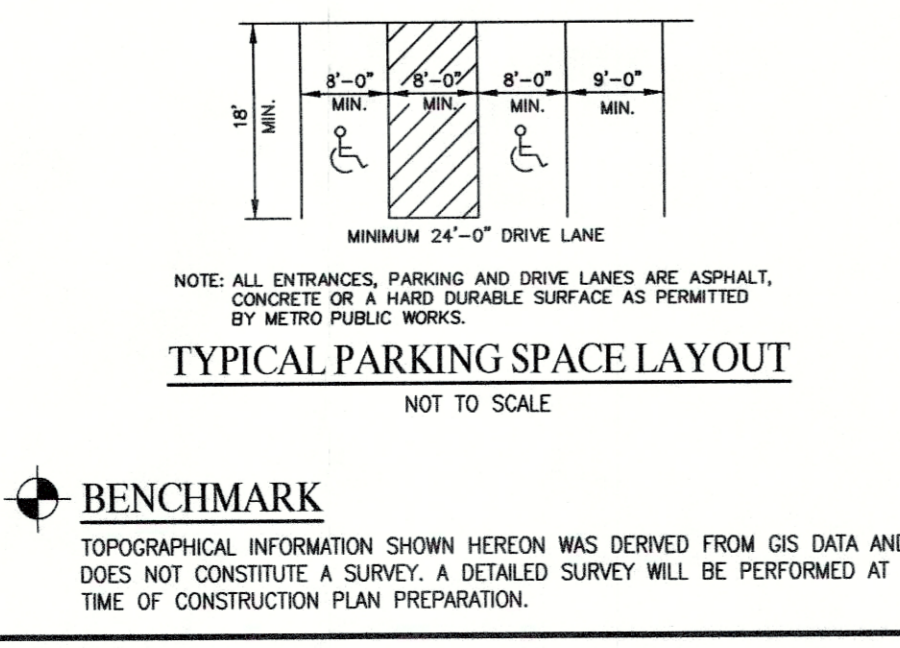 18' MIN.
8'-0" 8'-0" 8'-0" 9'-0"
MIN. MIN. MIN. MIN.
MINIMUM 24'-0" DRIVE LANE
NOTE: ALL ENTRANCES, PARKING AND DRIVE LANES ARE ASPHALT,
CONCRETE OR A HARD DURABLE SURFACE AS PERMITTED
BY METRO PUBLIC WORKS.
TYPICAL PARKING SPACE LAYOUT
NOT TO SCALE
BENCHMARK
TOPOGRAPHICAL INFORMATION SHOWN HEREON WAS DERIVED FROM GIS DATA AND
DOES NOT CONSTITUTE A SURVEY. A DETAILED SURVEY WILL BE PERFORMED AT
TIME OF CONSTRUCTION PLAN PREPARATION.